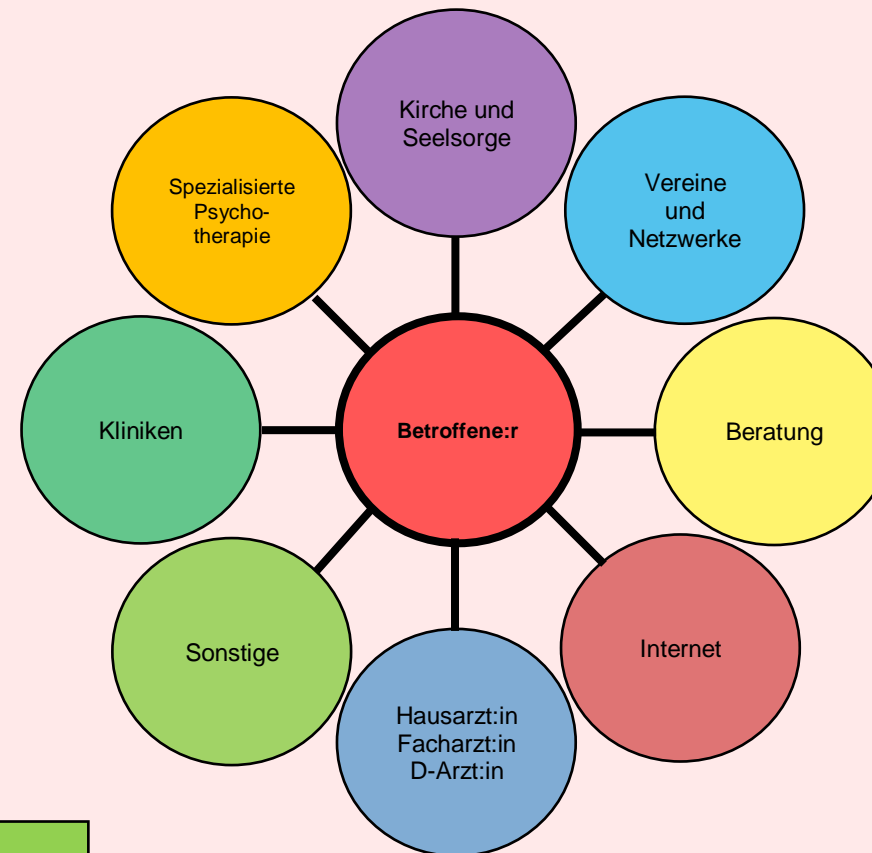 Kirche und
Seelsorge
Spezialisierte
Psycho-
therapie
Vereine
und
Netzwerke
Kliniken
Betroffene:r
Beratung
Sonstige
Internet
Hausarzt:in
Facharzt:in
D-Arzt:in